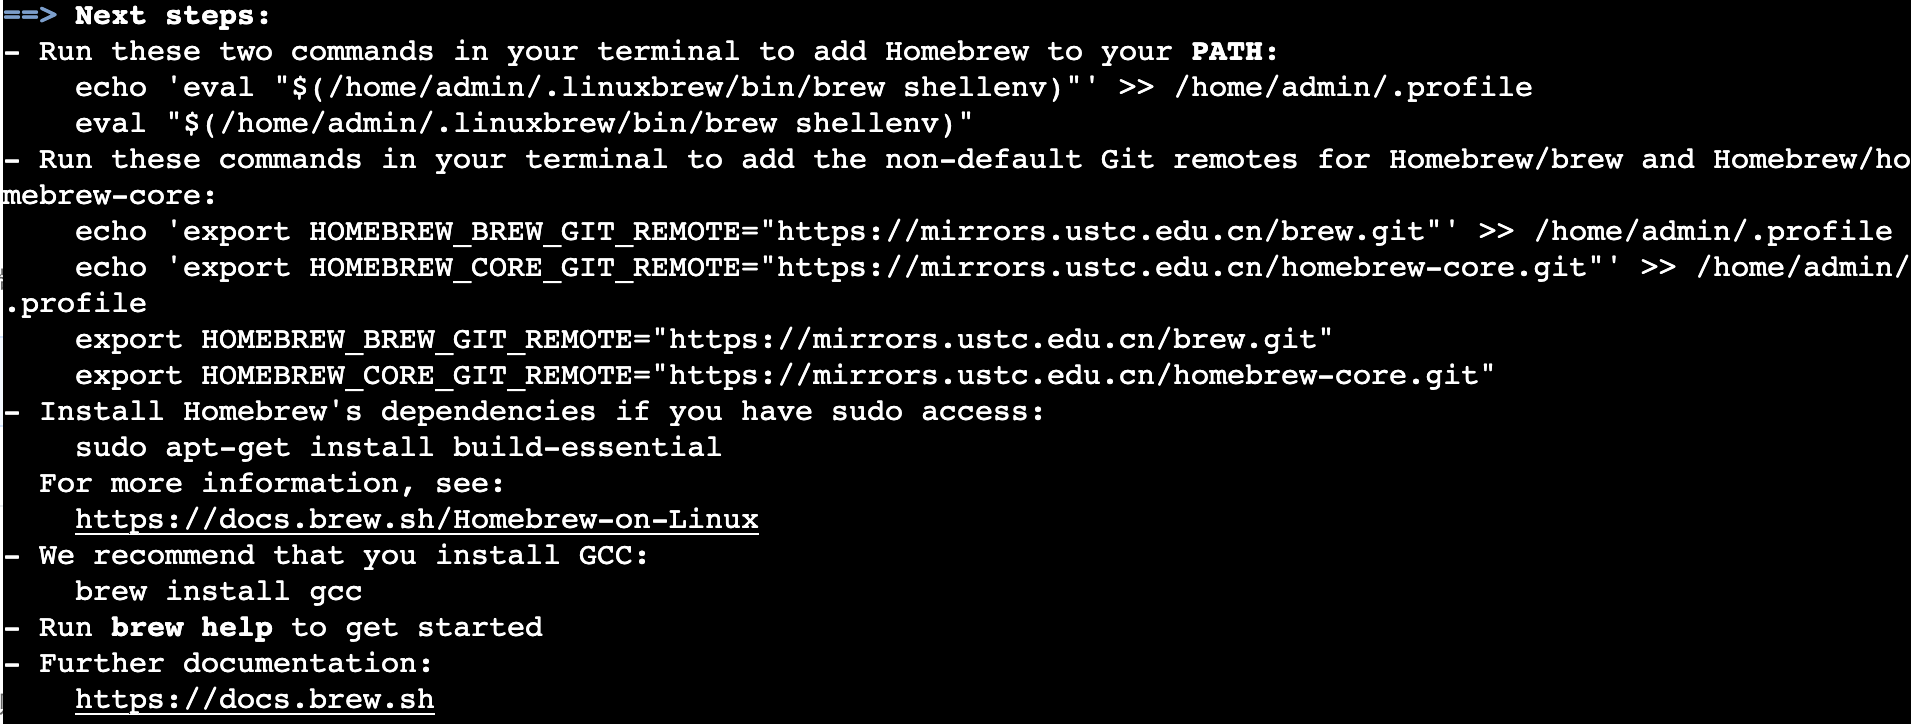 ==> Next steps:
- Run these two commands in your terminal to add Homebrew to your PATH:
    echo 'eval "$(/home/admin/.linuxbrew/bin/brew shellenv)"' >> /home/admin/.profile
    eval "$(/home/admin/.linuxbrew/bin/brew shellenv)"
- Run these commands in your terminal to add the non-default Git remotes for Homebrew/brew and Homebrew/ho
mebrew-core:
    echo 'export HOMEBREW_BREW_GIT_REMOTE="https://mirrors.ustc.edu.cn/brew.git"' >> /home/admin/.profile
    echo 'export HOMEBREW_CORE_GIT_REMOTE="https://mirrors.ustc.edu.cn/homebrew-core.git"' >> /home/admin/
.profile
    export HOMEBREW_BREW_GIT_REMOTE="https://mirrors.ustc.edu.cn/brew.git"
    export HOMEBREW_CORE_GIT_REMOTE="https://mirrors.ustc.edu.cn/homebrew-core.git"
- Install Homebrew's dependencies if you have sudo access:
    sudo apt-get install build-essential
  For more information, see:
    https://docs.brew.sh/Homebrew-on-Linux
- We recommend that you install GCC:
    brew install gcc
- Run brew help to get started
- Further documentation:
    https://docs.brew.sh